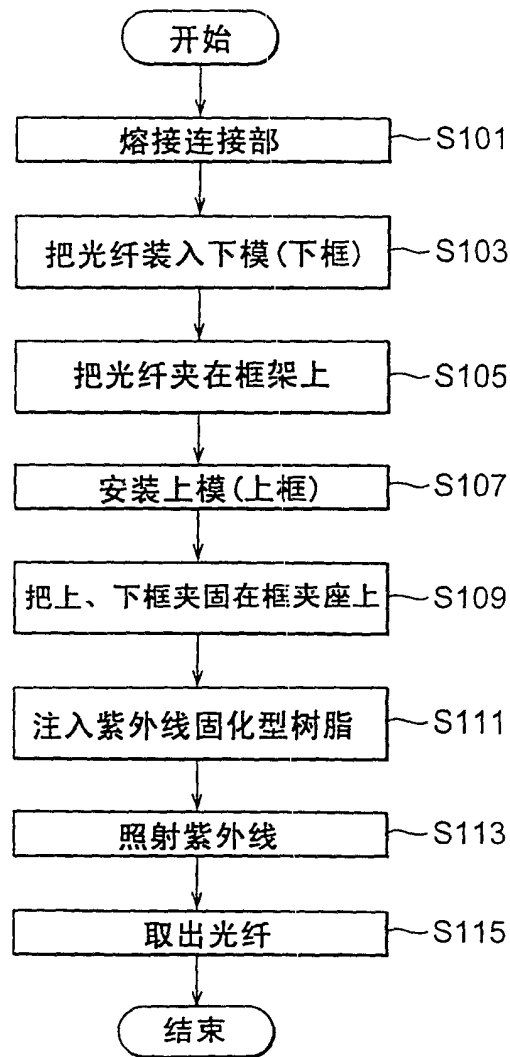 开始
熔接连接部 S101
把光纤装入下模(下框) S103
把光纤夹在框架上 S105
安装上模(上框) S107
把上、下框夹固在框夹座上 S109
注入紫外线固化型树脂 S111
照射紫外线 S113
取出光纤 S115
结束